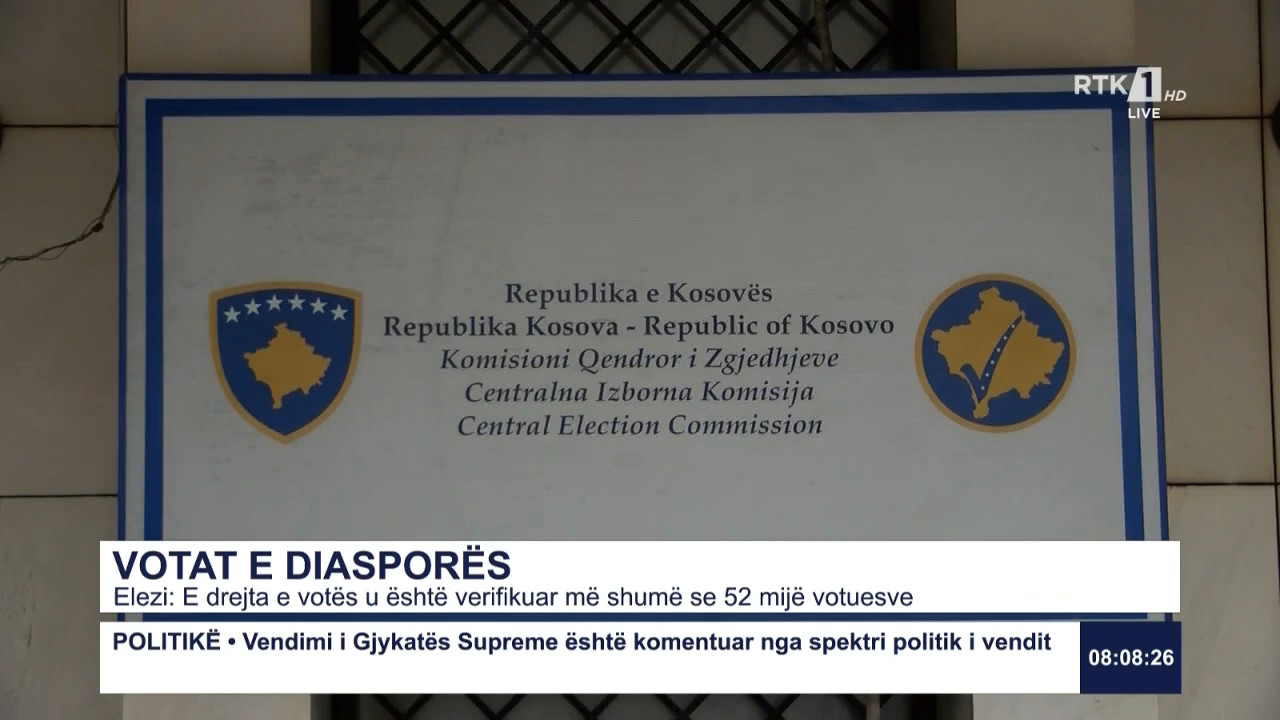 RTK 1 HD
LIVE
Republika e Kosovës
Republika Kosova - Republic of Kosovo
Komisioni Qendror i Zgjedhjeve
Centralna Izborna Komisija
Central Election Commission
VOTAT E DIASPORËS
Elezi: E drejta e votës u është verifikuar më shumë se 52 mijë votuesve
POLITIKË • Vendimi i Gjykatës Supreme është komentuar nga spektri politik i vendit
08:08:26